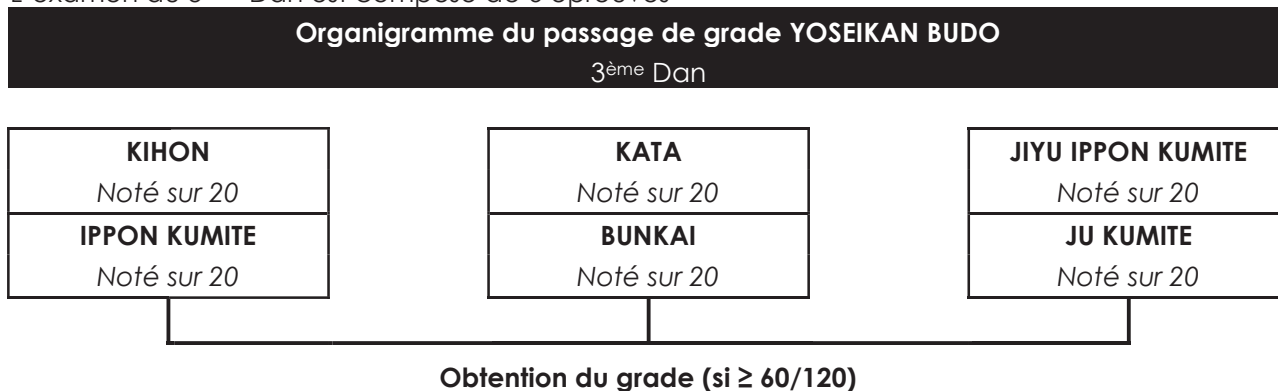 Organigramme du passage de grade YOSEIKAN BUDO
3ème Dan
KIHON
Noté sur 20
IPPON KUMITE
Noté sur 20
KATA
Noté sur 20
BUNKAI
Noté sur 20
JIYU IPPON KUMITE
Noté sur 20
JU KUMITE
Noté sur 20
Obtention du grade (si ≥ 60/120)